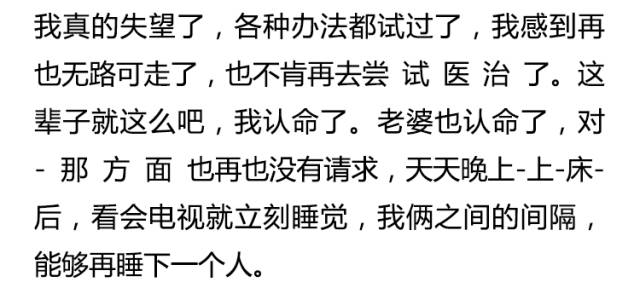 我真的失望了，各种办法都试过了，我感到再
也无路可走了，也不肯再去尝 试 医 治 了。这
辈子就这么吧，我认命了。老婆也认命了，对
- 那 方 面 也再也没有请求，天天晚上-上-床-
后，看会电视就立刻睡觉，我俩之间的间隔，
能够再睡下一个人。